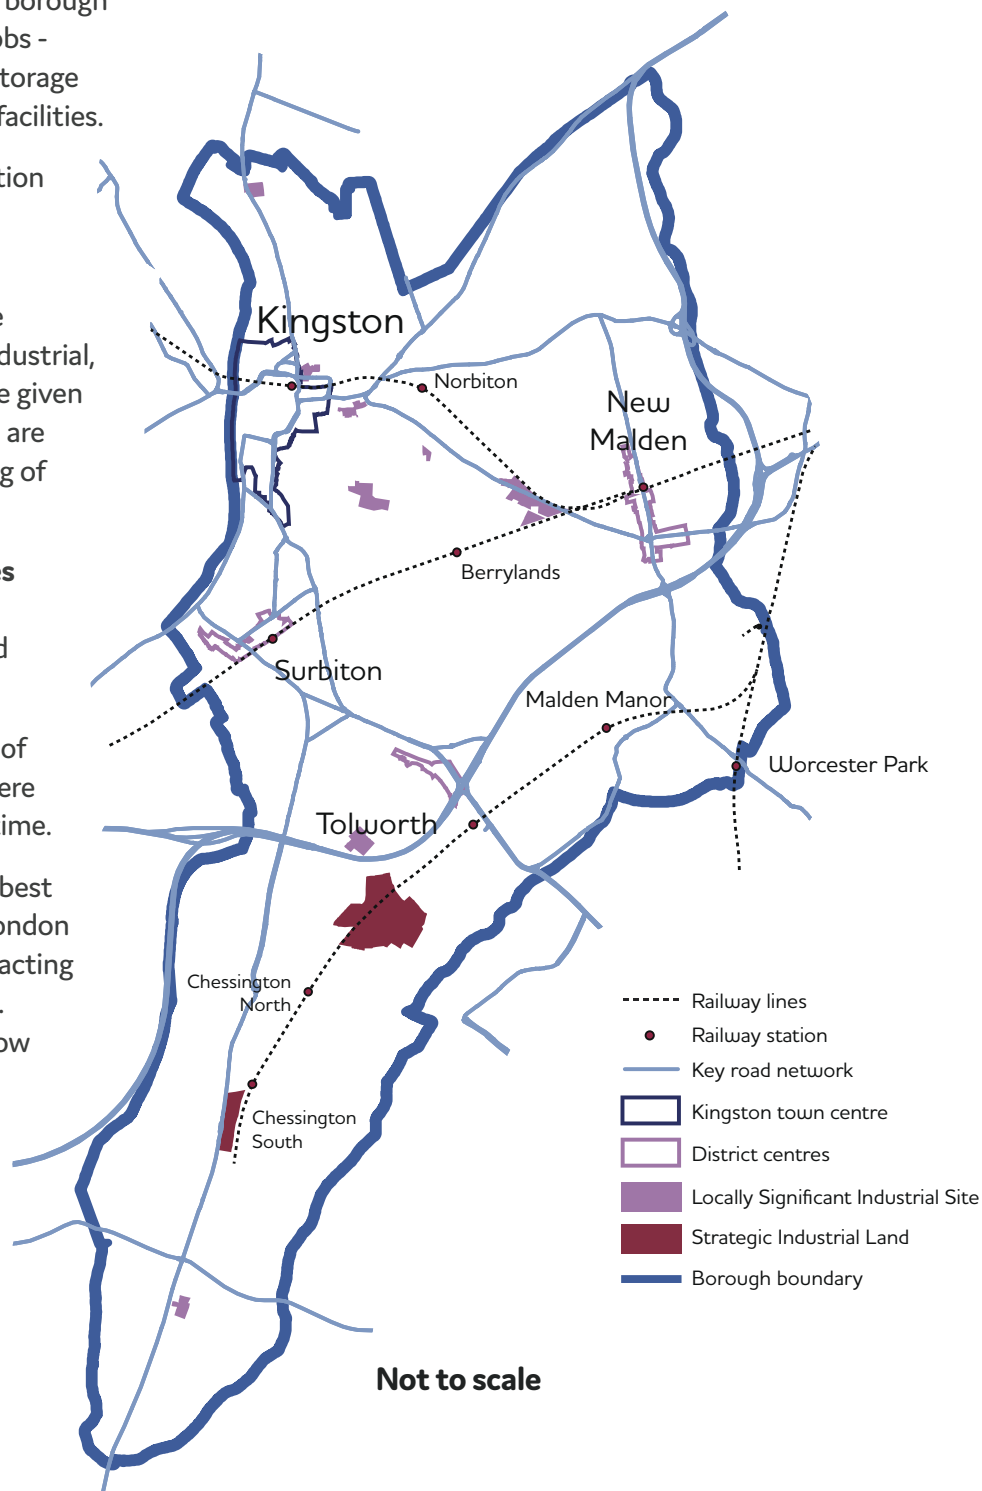 borough
obs -
torage
facilities.
tion
e
dustrial,
e given
are
g of
es
d
of
ere
time.
best
ondon
acting
.
ow
Kingston
Norbiton
New
Malden
Berrylands
Surbiton
Malden Manor
Worcester Park
Tolworth
Chessington
North
Chessington
South
Railway lines
Railway station
Key road network
Kingston town centre
District centres
Locally Significant Industrial Site
Strategic Industrial Land
Borough boundary
Not to scale